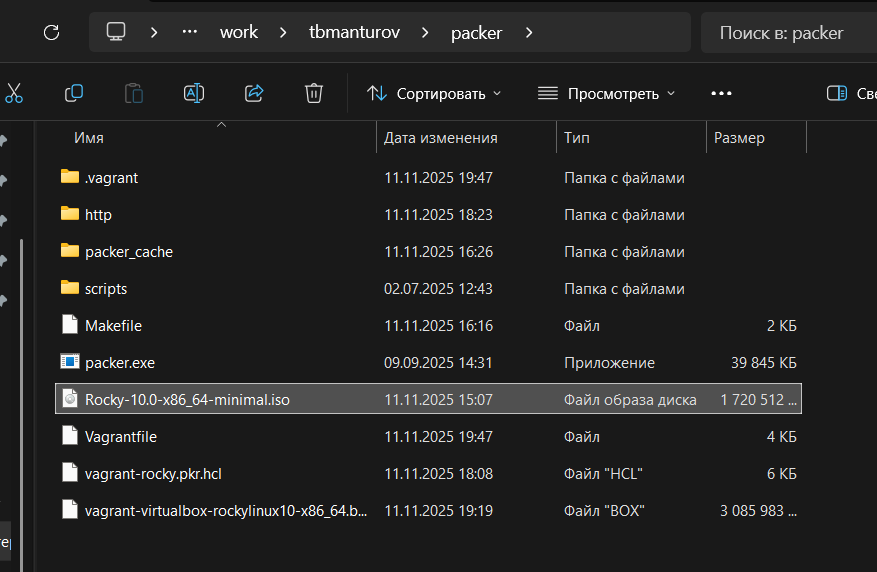 … work tbmanturov packer Поиск в: packer
Сортировать Просмотреть
Имя Дата изменения Тип Размер
.vagrant 11.11.2025 19:47 Папка с файлами
http 11.11.2025 18:23 Папка с файлами
packer_cache 11.11.2025 16:26 Папка с файлами
scripts 02.07.2025 12:43 Папка с файлами
Makefile 11.11.2025 16:16 Файл 2 КБ
packer.exe 09.09.2025 14:31 Приложение 39 845 КБ
Rocky-10.0-x86_64-minimal.iso 11.11.2025 15:07 Файл образа диска 1 720 512 ...
Vagrantfile 11.11.2025 19:47 Файл 4 КБ
vagrant-rocky.pkr.hcl 11.11.2025 18:08 Файл "HCL" 6 КБ
vagrant-virtualbox-rockylinux10-x86_64.b... 11.11.2025 19:19 Файл "BOX" 3 085 983 ...